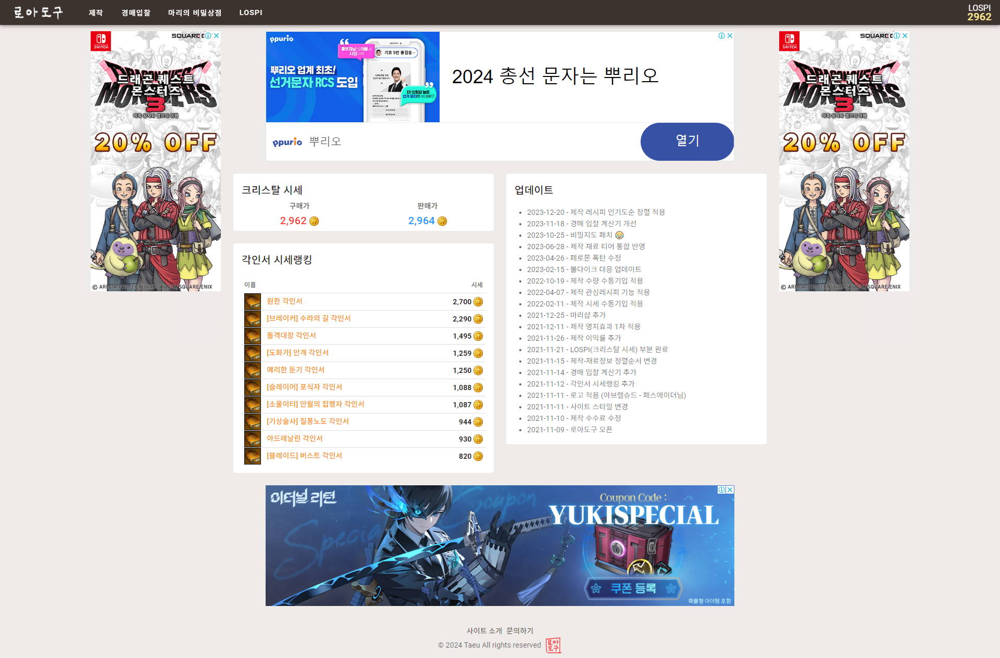 로아도구
제작
경매입찰
마리의 비밀상점
LOSPI
LOSPI
2962
NINTENDO SWITCH
SQUARE E
DRAGON QUEST MONSTERS
드래곤 퀘스트
몬스터즈
3
마족 왕자와 엘프의 여행
20% OFF
© ARMOR PROJECT/BIRD STUDIO/SQUARE ENIX
ppurio
후보자님의 이름과
사진으로
기호 5번 홍길동
뿌리오 업계 최초!
선거문자 RCS 도입
더! 신뢰감 높은
선거 문자를 보내세요
2024 총선 문자는 뿌리오
ppurio 뿌리오
열기
NINTENDO SWITCH
SQUARE E
DRAGON QUEST MONSTERS
드래곤 퀘스트
몬스터즈
3
마족 왕자와 엘프의 여행
20% OFF
© ARMOR PROJECT/BIRD STUDIO/SQUARE ENIX
크리스탈 시세
구매가 판매가
2,962 2,964
각인서 시세랭킹
이름 시세
원한 각인서 2,700
[브레이커] 수라의 길 각인서 2,290
돌격대장 각인서 1,495
[도화가] 만개 각인서 1,259
예리한 둔기 각인서 1,250
[슬레이어] 포식자 각인서 1,088
[소울이터] 만월의 집행자 각인서 1,087
[기상술사] 질풍노도 각인서 944
아드레날린 각인서 930
[블레이드] 버스트 각인서 820
업데이트
2023-12-20 - 제작 레시피 인기도순 정렬 적용
2023-11-18 - 경매 입찰 계산기 개선
2023-10-25 - 비밀지도 패치 😂
2023-06-28 - 제작 재료 티어 통합 반영
2023-04-26 - 페로몬 폭탄 수정
2023-02-15 - 볼다이크 대응 업데이트
2022-10-19 - 제작 수량 수동기입 적용
2022-04-07 - 제작 관심레시피 기능 적용
2022-02-11 - 제작 시세 수동기입 적용
2021-12-25 - 마리샵 추가
2021-12-11 - 제작 영지효과 1차 적용
2021-11-26 - 제작 이익률 추가
2021-11-21 - LOSPI(크리스탈 시세) 부분 완료
2021-11-15 - 제작-재료정보 정렬순서 변경
2021-11-14 - 경매 입찰 계산기 추가
2021-11-12 - 각인서 시세랭킹 추가
2021-11-11 - 로고 적용 (아브렐슈드 - 패스에이더님)
2021-11-11 - 사이트 스타일 변경
2021-11-10 - 제작 수수료 수정
2021-11-09 - 로아도구 오픈
이터널 리턴
Special Coupon
Coupon Code :
YUKISPECIAL
쿠폰 등록
확률형 아이템 포함
사이트 소개 문의하기
© 2024 Taeu All rights reserved
로아
도구